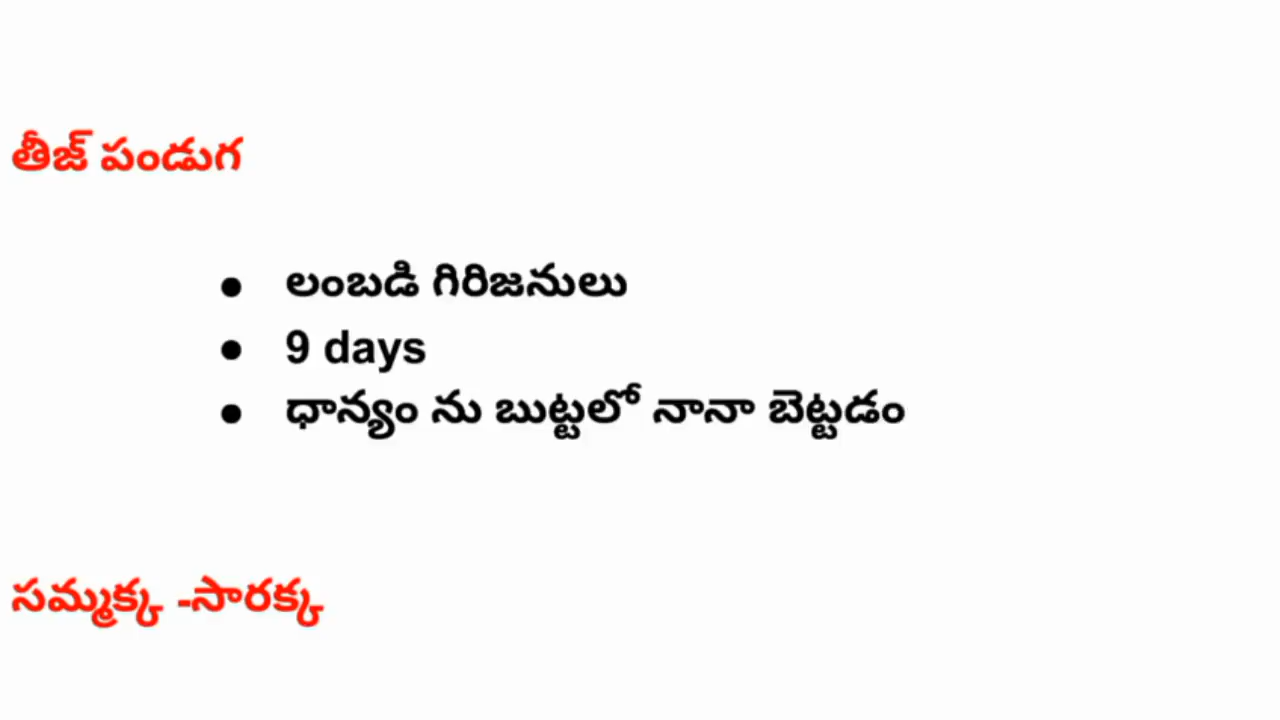 తీజ్ పండుగ
● లంబడి గిరిజనులు
● 9 days
● ధాన్యం ను బుట్టలో నానా బెట్టడం
సమ్మక్క -సారక్క